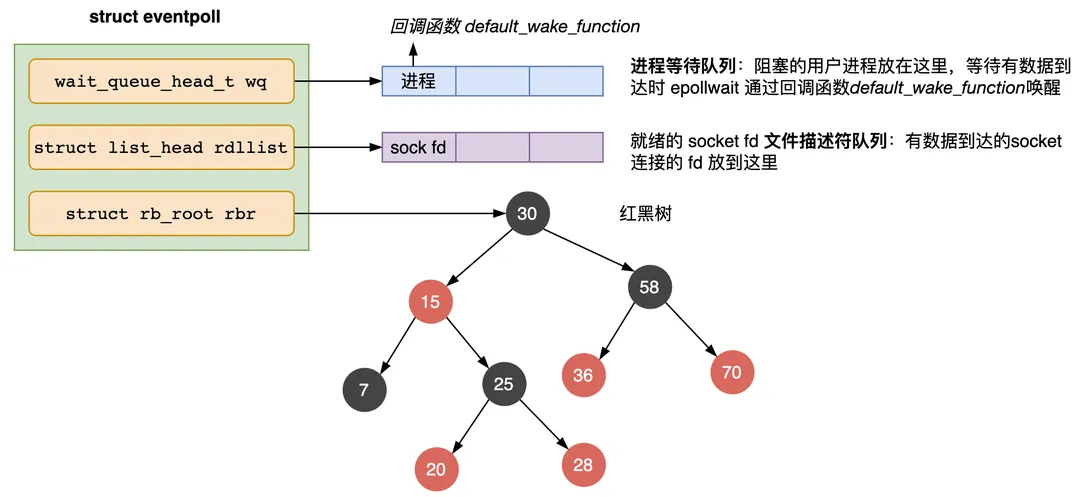 struct eventpoll
回调函数 default_wake_function
wait_queue_head_t wq
进程
进程等待队列：阻塞的用户进程放在这里，等待有数据到
达时 epollwait 通过回调函数default_wake_function唤醒
struct list_head rdllist
sock fd
就绪的 socket fd 文件描述符队列：有数据到达的socket
连接的 fd 放到这里
struct rb_root rbr
30
红黑树
15
58
7
25
36
70
20
28